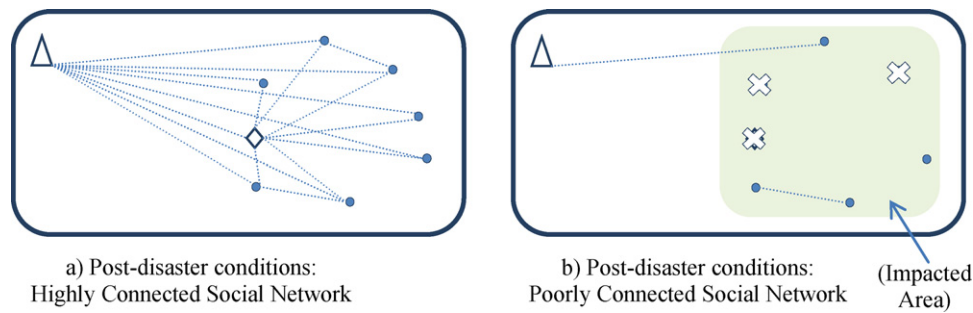 a) Post-disaster conditions:
Highly Connected Social Network
b) Post-disaster conditions:
Poorly Connected Social Network
(Impacted
Area)